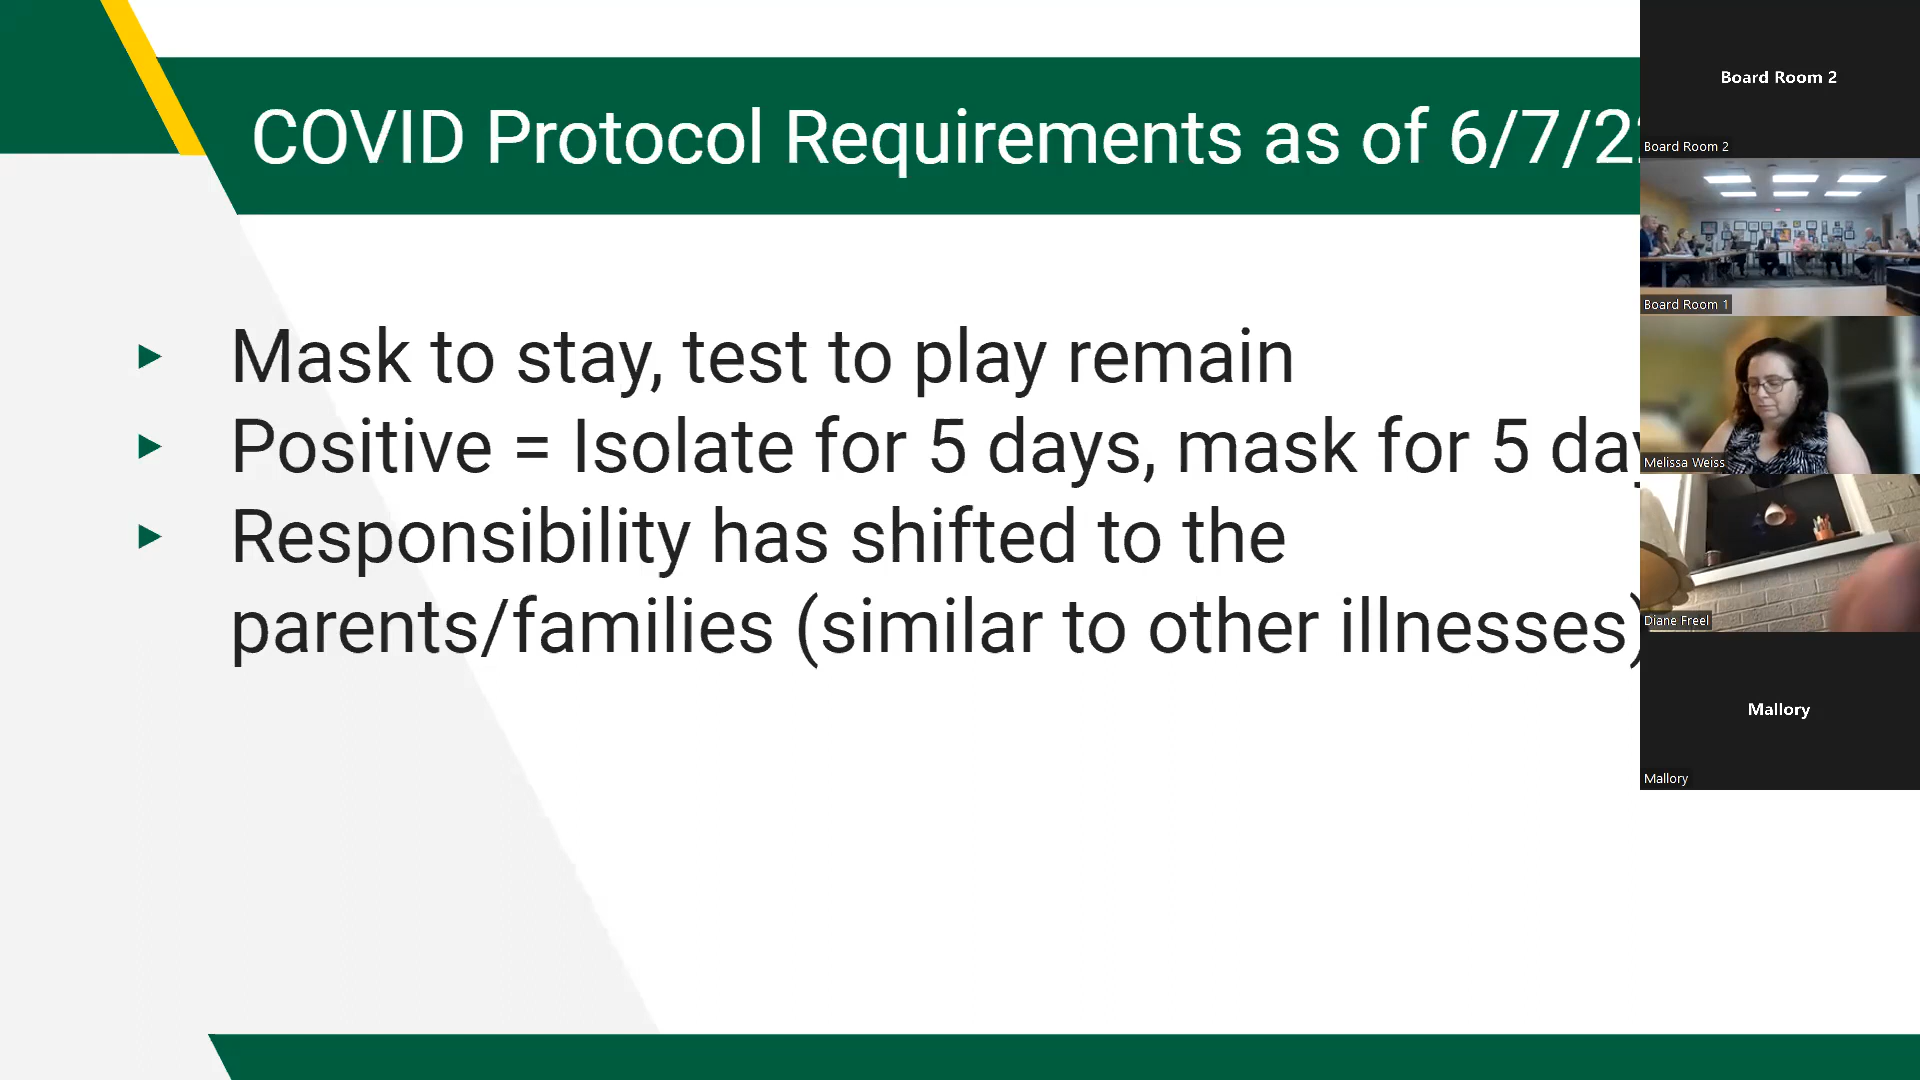 COVID Protocol Requirements as of 6/7/2
Mask to stay, test to play remain
Positive = Isolate for 5 days, mask for 5 day
Responsibility has shifted to the
parents/families (similar to other illnesses)
Board Room 2
Board Room 2
Board Room 1
Melissa Weiss
Diane Freel
Mallory
Mallory